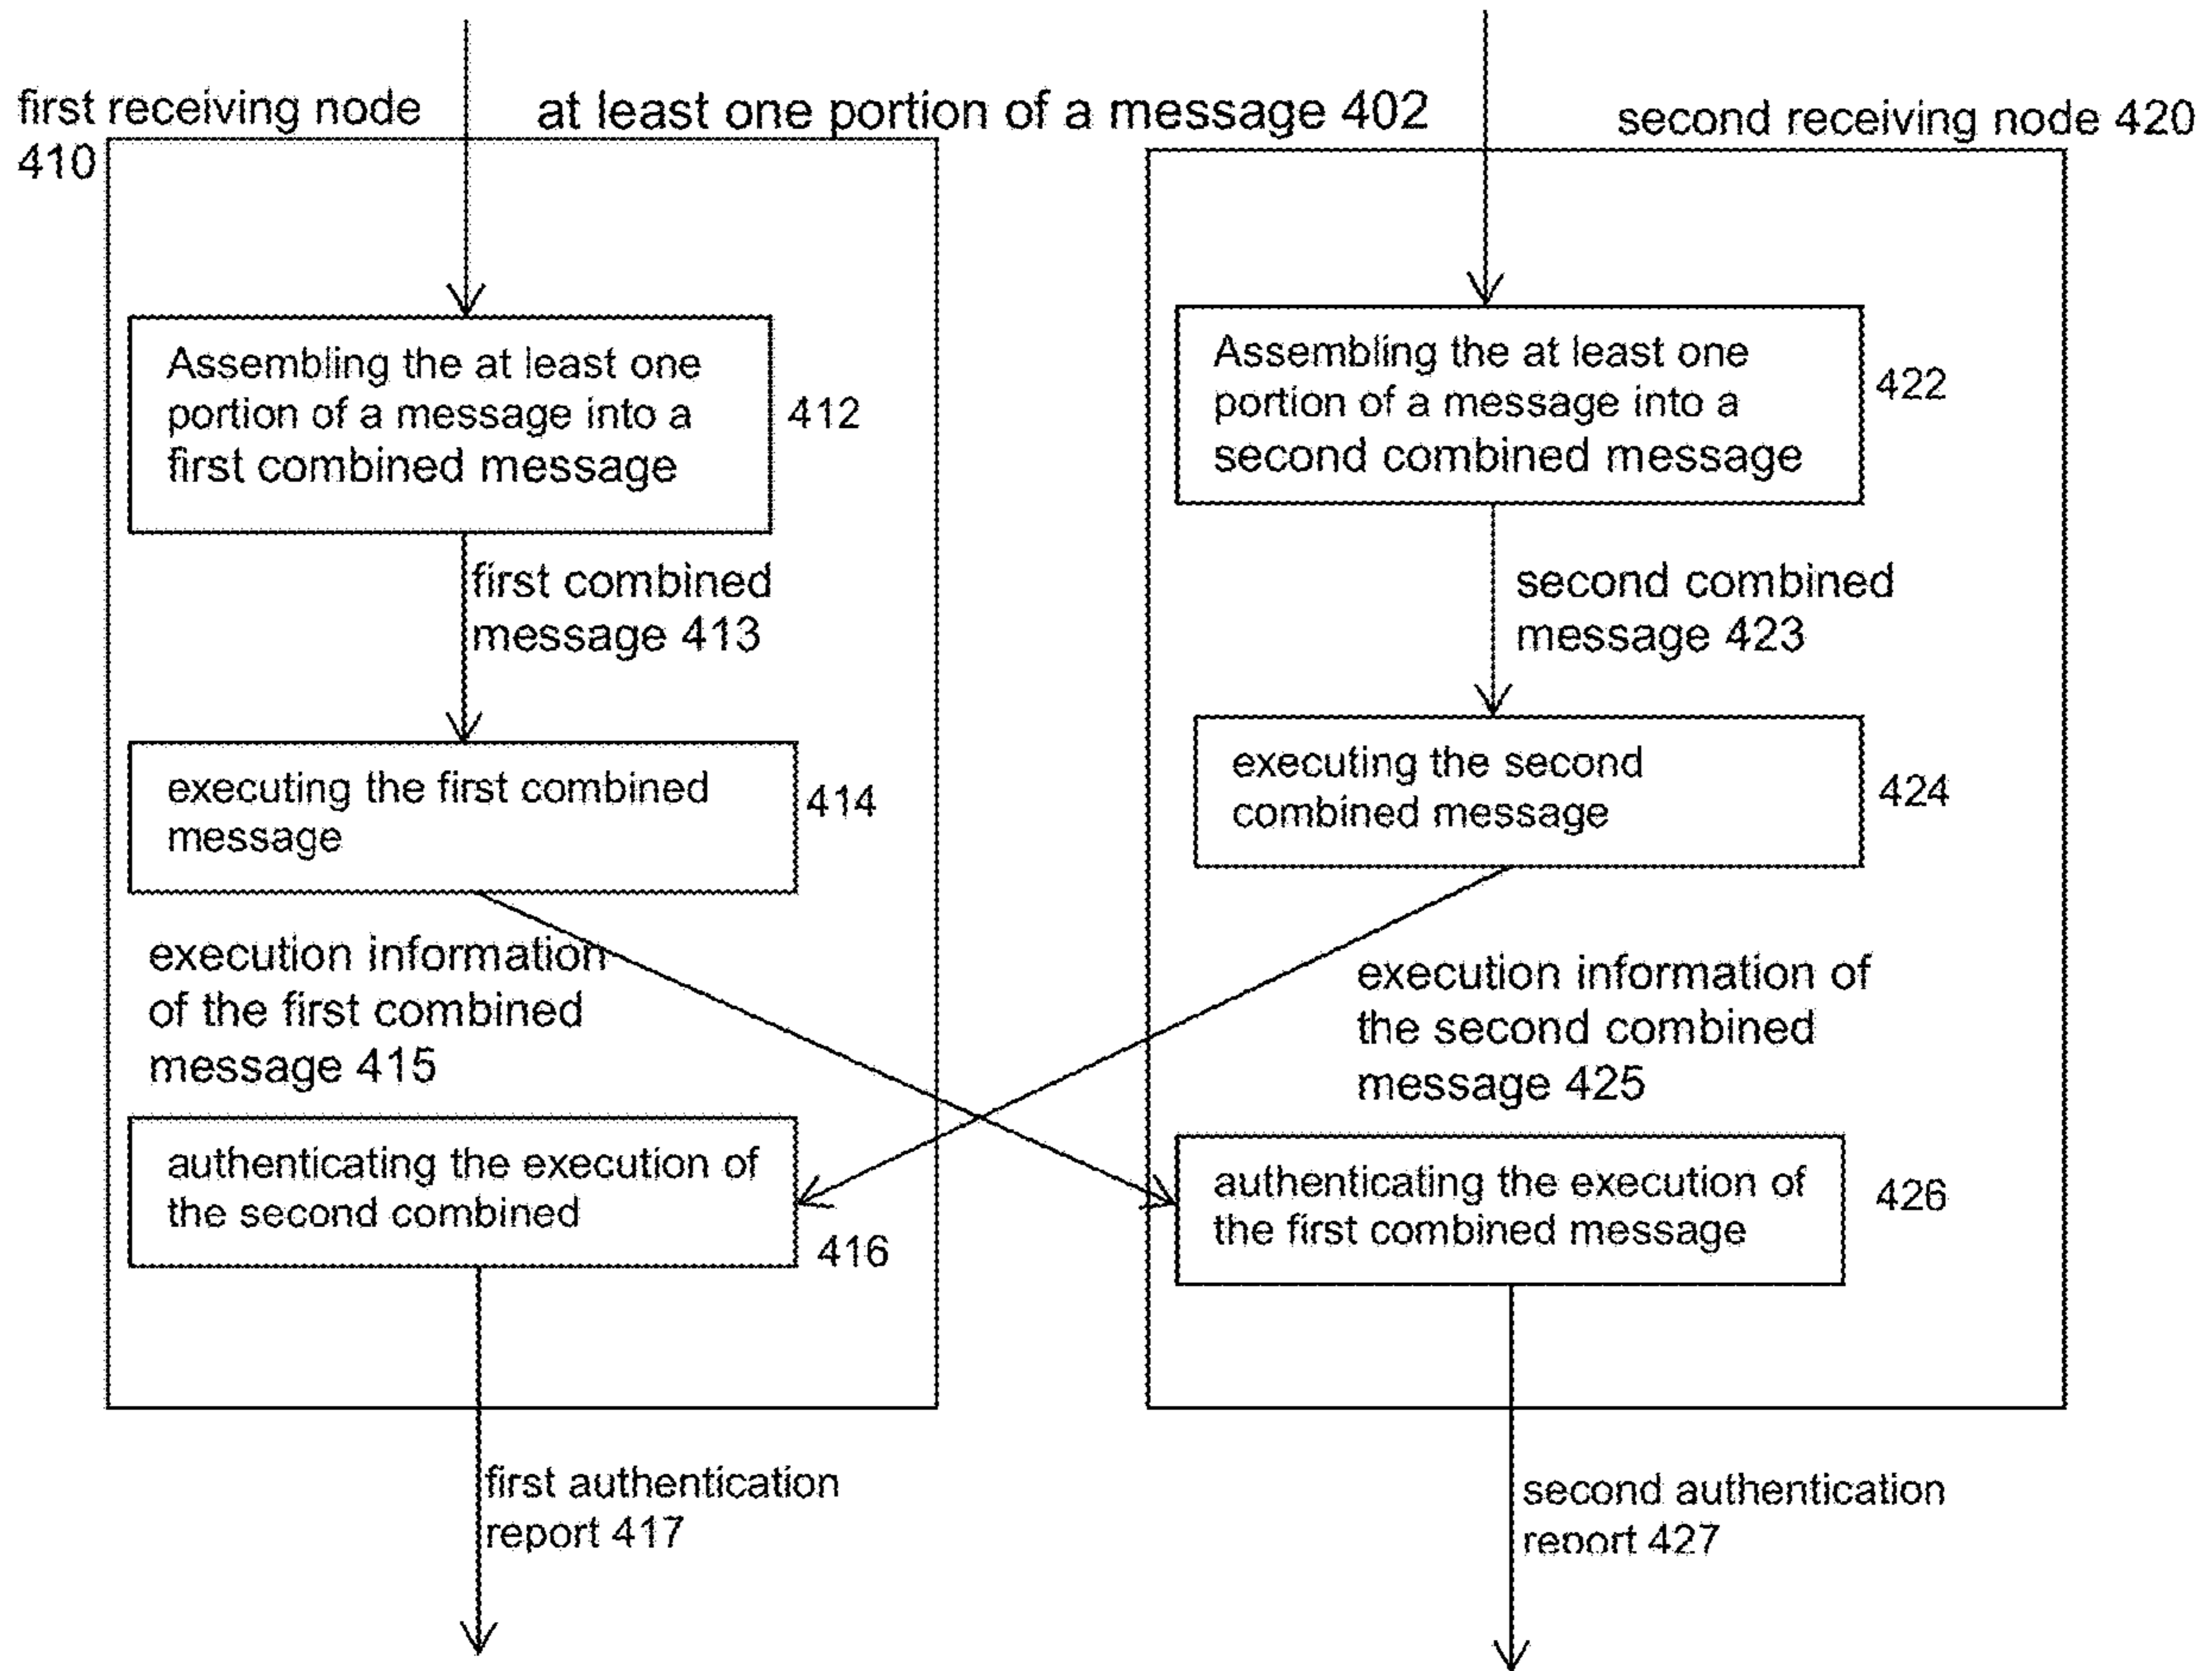 first receiving node
410
at least one portion of a message 402
second receiving node 420
Assembling the at least one
portion of a message into a
first combined message
412
first combined
message 413
executing the first combined
message
414
execution information
of the first combined
message 415
authenticating the execution of
the second combined
416
first authentication
report 417
Assembling the at least one
portion of a message into a
second combined message
422
second combined
message 423
executing the second
combined message
424
execution information of
the second combined
message 425
authenticating the execution of
the first combined message
426
second authentication
report 427